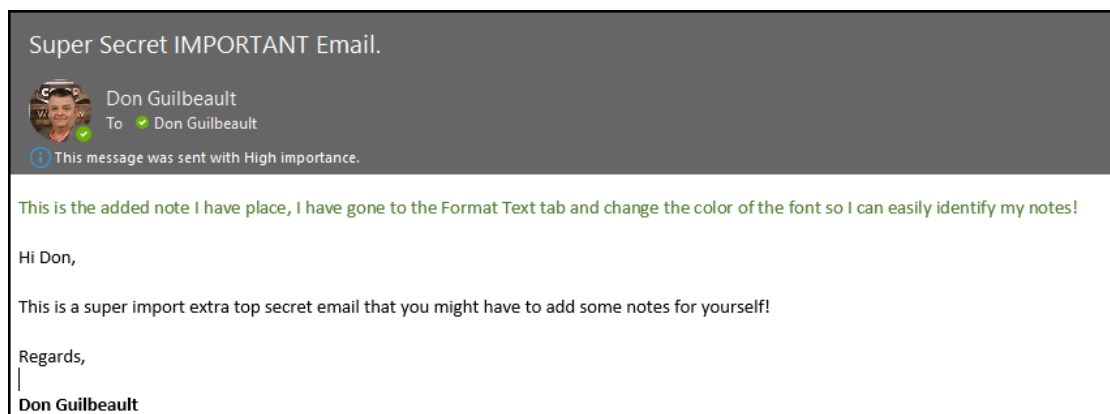 Super Secret IMPORTANT Email.
Don Guilbeault
To Don Guilbeault
This message was sent with High importance.
This is the added note I have place, I have gone to the Format Text tab and change the color of the font so I can easily identify my notes!
Hi Don,
This is a super import extra top secret email that you might have to add some notes for yourself!
Regards,
Don Guilbeault